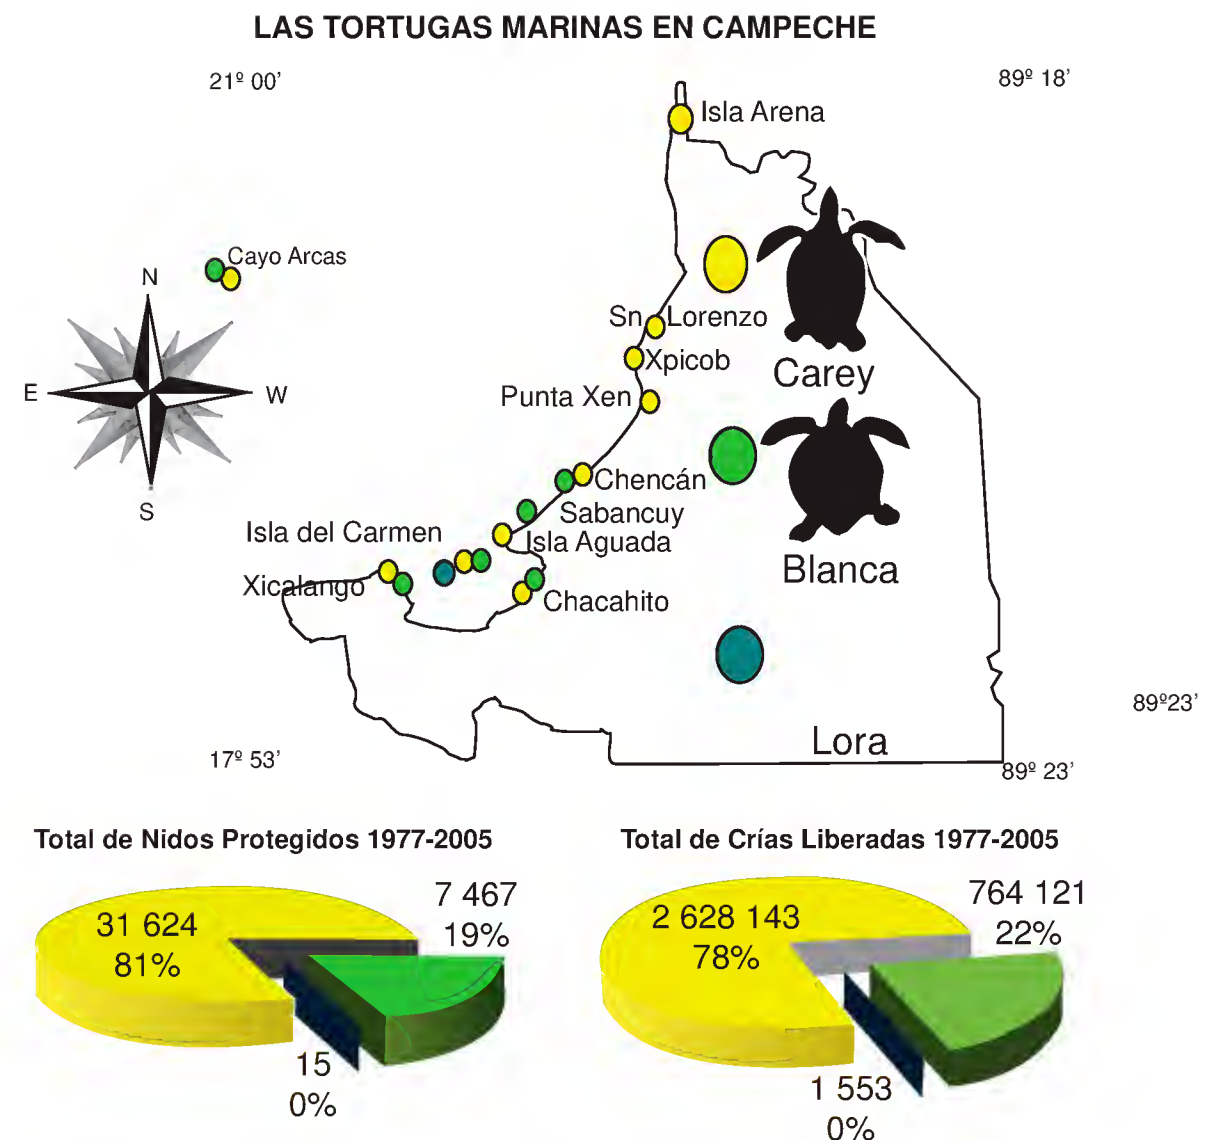 LAS TORTUGAS MARINAS EN CAMPECHE
21º 00’
89º 18’
Isla Arena
Cayo Arcas
N
E
W
S
Sn. Lorenzo
Xpicob
Punta Xen
Carey
Chencán
Sabancuy
Isla del Carmen
Isla Aguada
Xicalango
Chacahito
Blanca
89º23’
Lora
17º 53’
89º 23’
Total de Nidos Protegidos 1977-2005
31 624
81%
7 467
19%
15
0%
Total de Crías Liberadas 1977-2005
2 628 143
78%
764 121
22%
1 553
0%